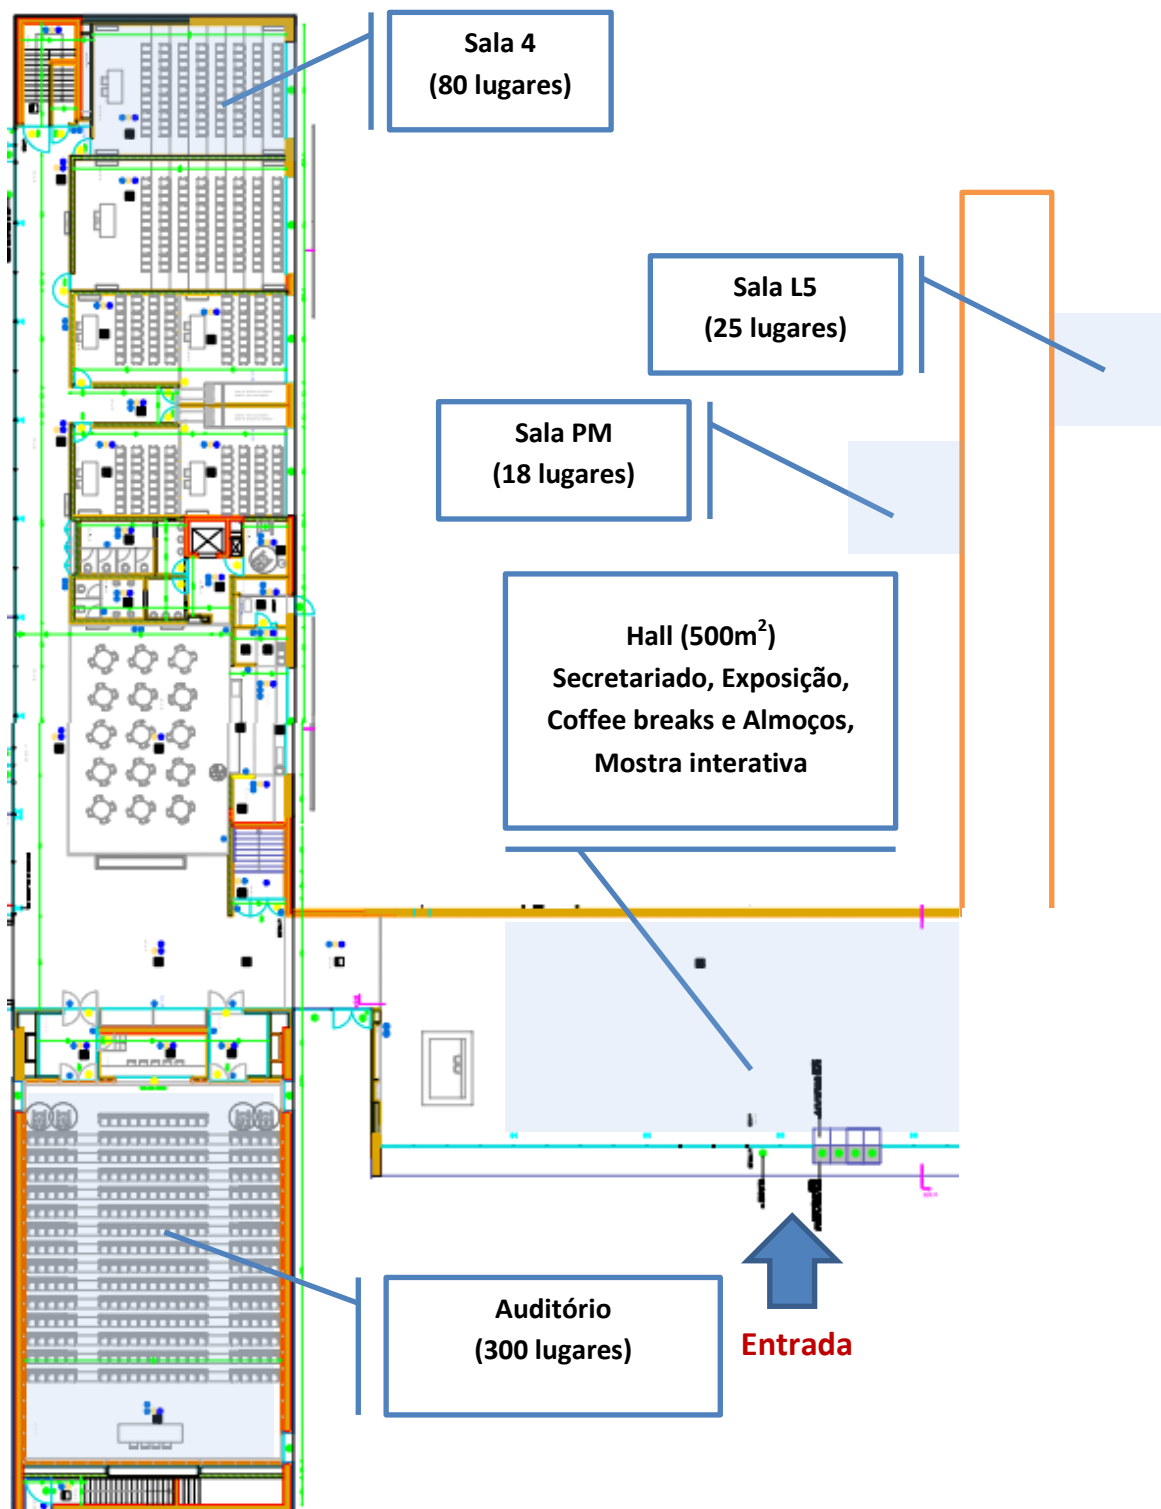 Sala 4
(80 lugares)
Sala L5
(25 lugares)
Sala PM
(18 lugares)
Hall (500m²)
Secretariado, Exposição,
Coffee breaks e Almoços,
Mostra interativa
Auditório
(300 lugares)
Entrada